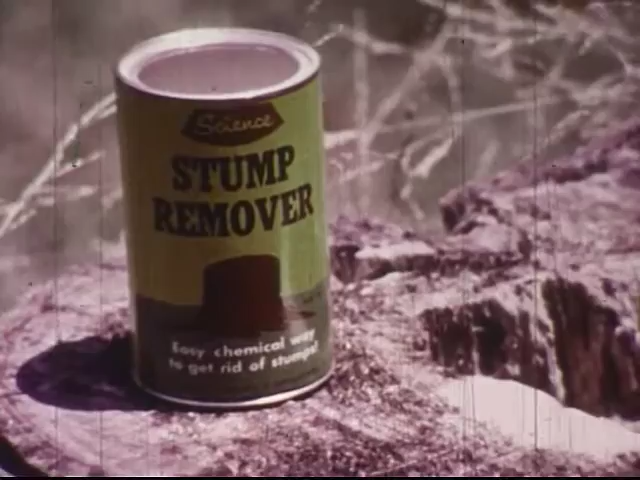 Science
STUMP
REMOVER
Easy chemical way
to get rid of stumps!